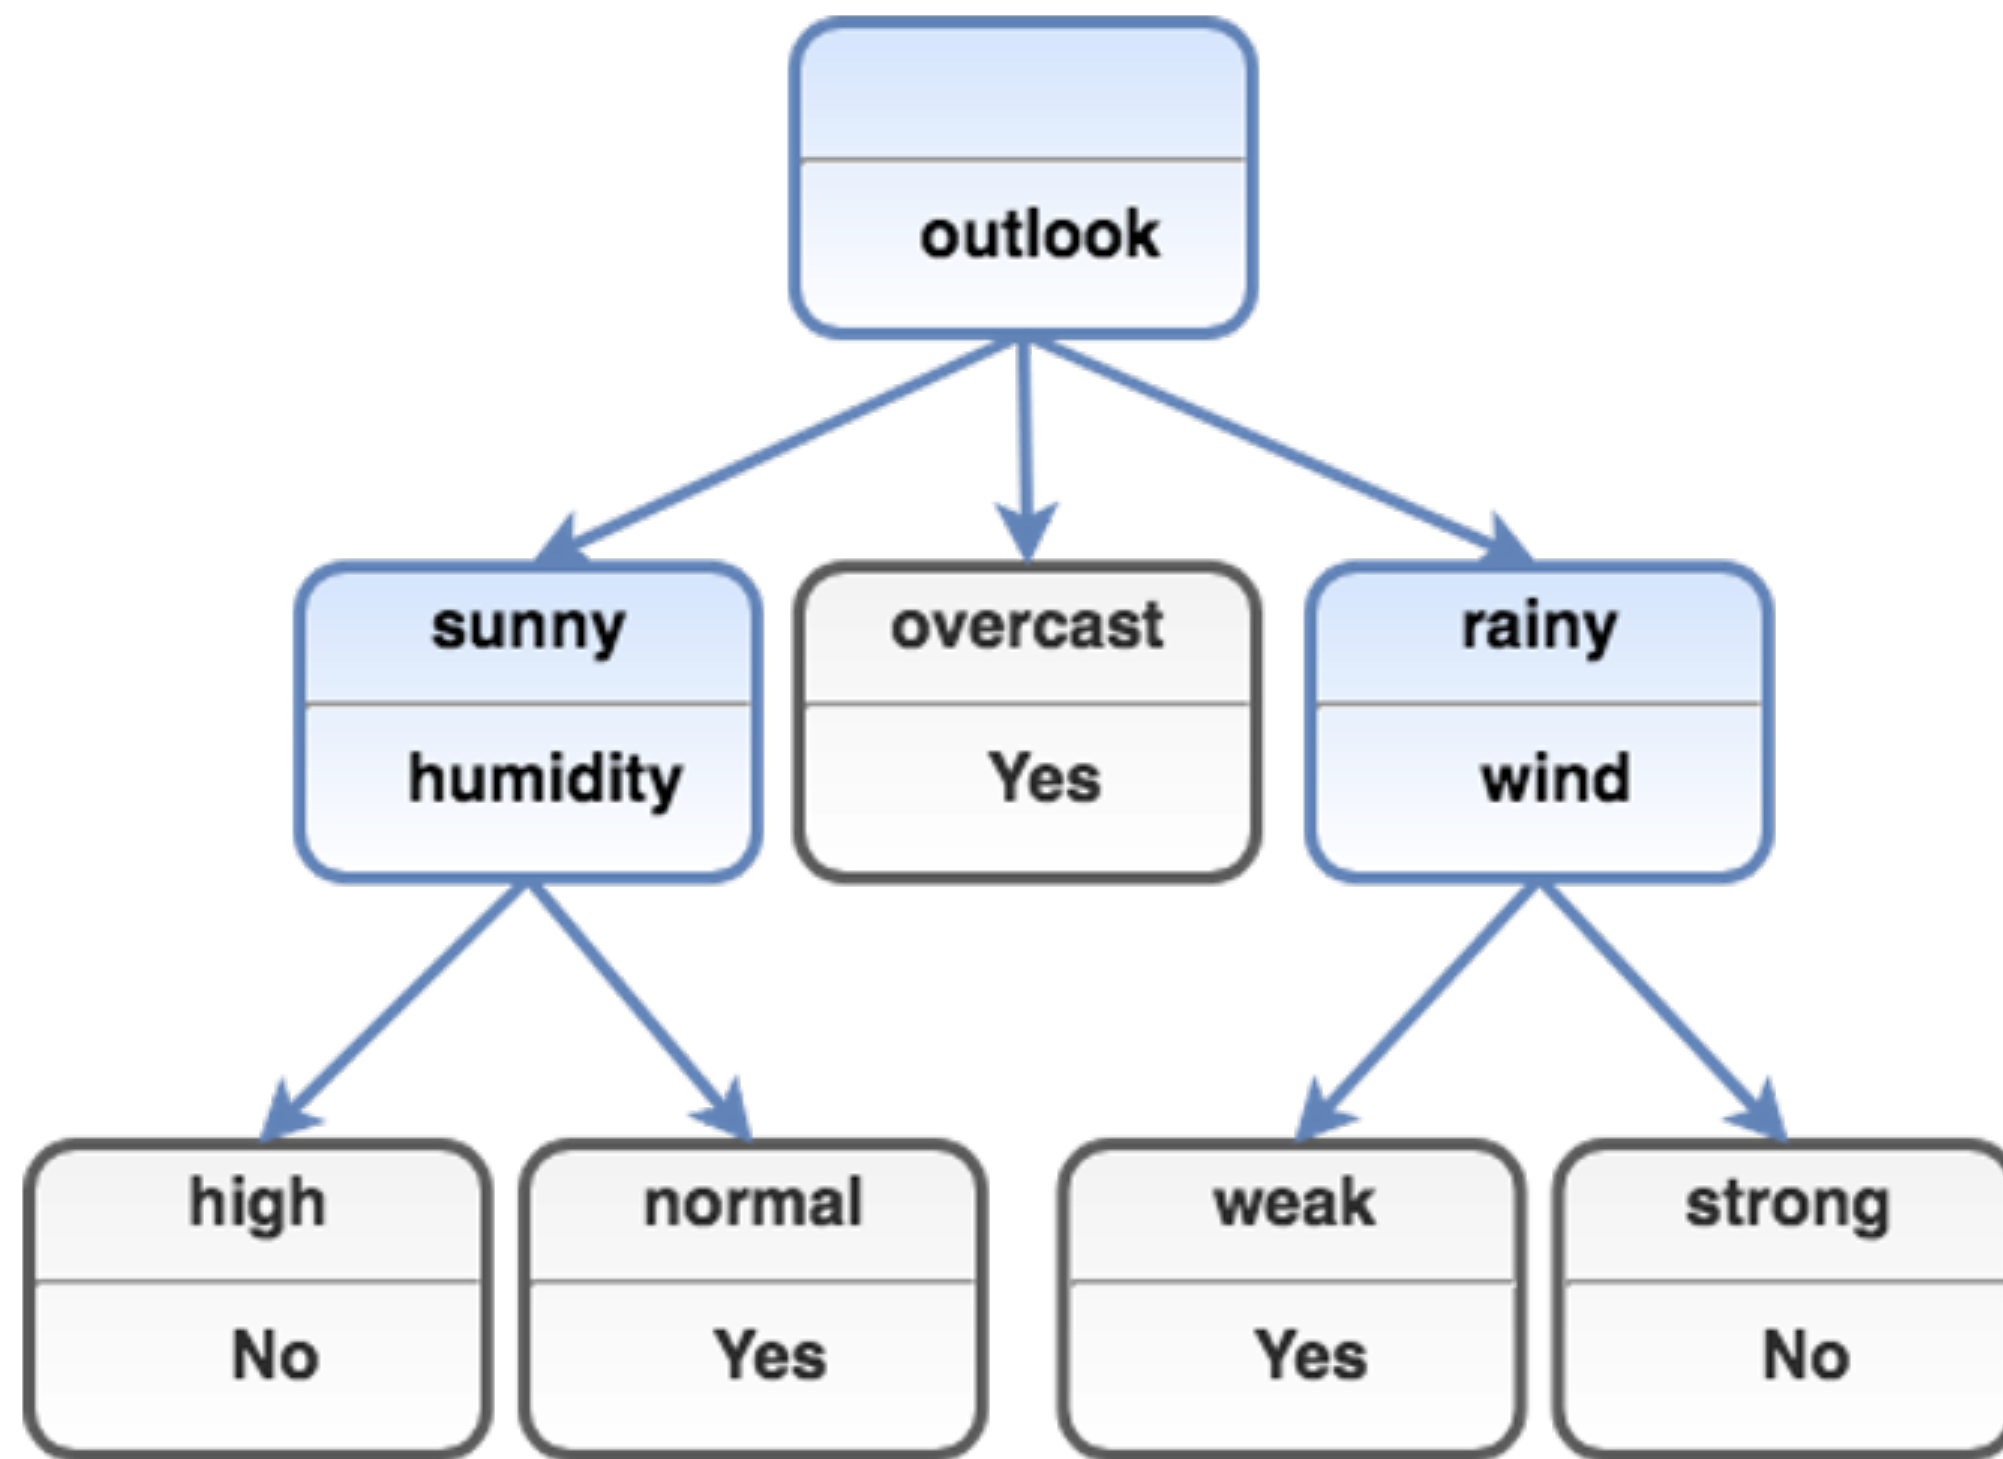 outlook
sunny
humidity
overcast
Yes
rainy
wind
high
No
normal
Yes
weak
Yes
strong
No